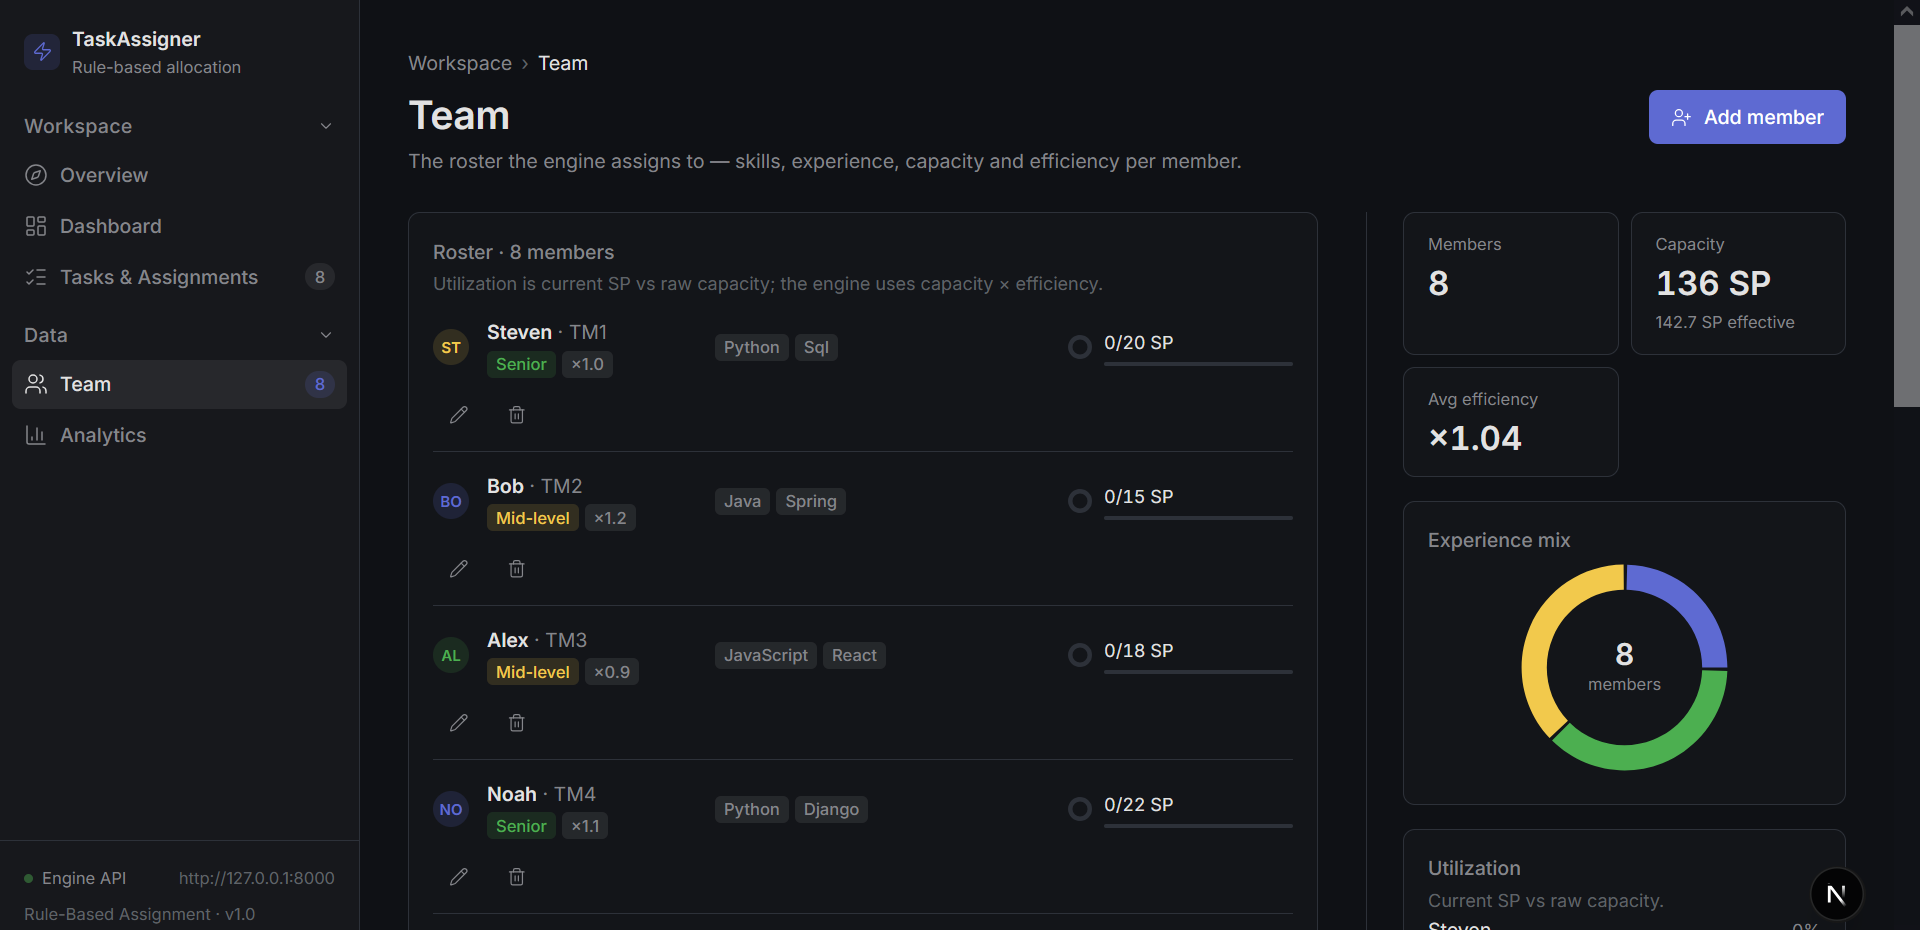 TaskAssigner
Rule-based allocation
Workspace
Overview
Dashboard
Tasks & Assignments 8
Data
Team 8
Analytics
Engine API http://127.0.0.1:8000
Rule-Based Assignment · v1.0
Workspace › Team
Team
Add member
The roster the engine assigns to — skills, experience, capacity and efficiency per member.
Roster · 8 members
Utilization is current SP vs raw capacity; the engine uses capacity × efficiency.
ST Steven · TM1
Senior ×1.0
Python Sql
0/20 SP
BO Bob · TM2
Mid-level ×1.2
Java Spring
0/15 SP
AL Alex · TM3
Mid-level ×0.9
JavaScript React
0/18 SP
NO Noah · TM4
Senior ×1.1
Python Django
0/22 SP
Members
8
Capacity
136 SP
142.7 SP effective
Avg efficiency
×1.04
Experience mix
8
members
Utilization
Current SP vs raw capacity.
Steven 0%
N